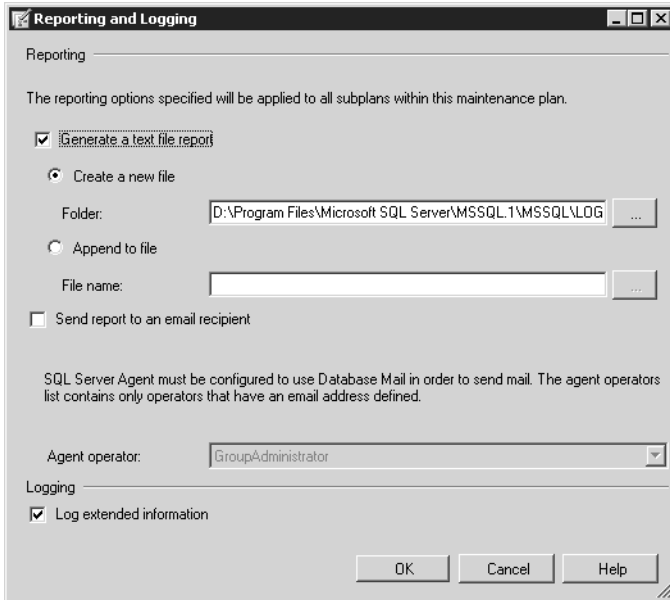 Reporting and Logging
Reporting
The reporting options specified will be applied to all subplans within this maintenance plan.
Generate a text file report
Create a new file
Folder: D:\Program Files\Microsoft SQL Server\MSSQL.1\MSSQL\LOG ...
Append to file
File name: ...
Send report to an email recipient
SQL Server Agent must be configured to use Database Mail in order to send mail. The agent operators
list contains only operators that have an email address defined.
Agent operator: GroupAdministrator
Logging
Log extended information
OK Cancel Help